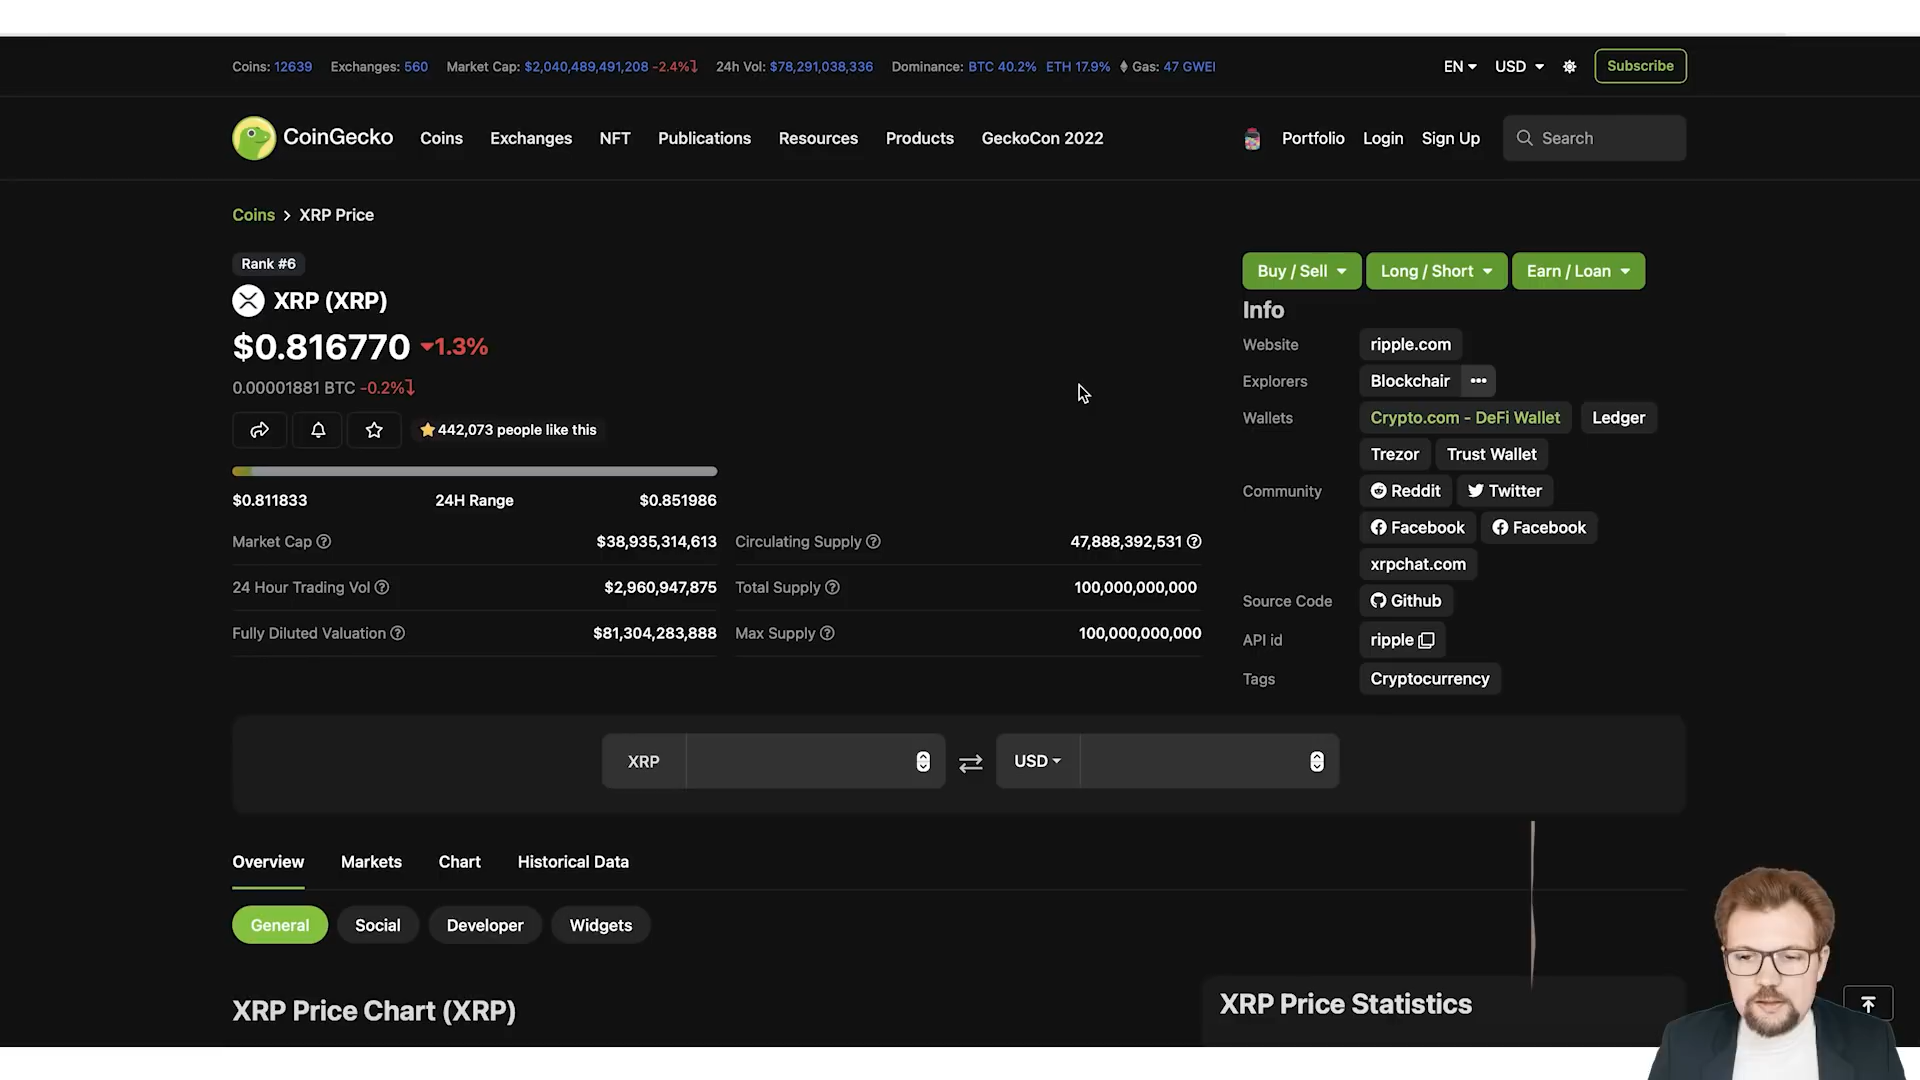 Coins: 12639 Exchanges: 560 Market Cap: $2,040,489,491,208 -2.4% 24h Vol: $78,291,038,336 Dominance: BTC 40.2% ETH 17.9% Gas: 47 GWEI EN USD Subscribe
CoinGecko Coins Exchanges NFT Publications Resources Products GeckoCon 2022 Portfolio Login Sign Up Search
Coins > XRP Price
Rank #6
XRP (XRP)
$0.816770 1.3%
0.00001881 BTC -0.2%
442,073 people like this
$0.811833 24H Range $0.851986
Market Cap $38,935,314,613
24 Hour Trading Vol $2,960,947,875
Fully Diluted Valuation $81,304,283,888
Circulating Supply 47,888,392,531
Total Supply 100,000,000,000
Max Supply 100,000,000,000
Buy / Sell Long / Short Earn / Loan
Info
Website ripple.com
Explorers Blockchair •••
Wallets Crypto.com - DeFi Wallet Ledger
Trezor Trust Wallet
Community Reddit Twitter
Facebook Facebook
xrpchat.com
Source Code Github
API id ripple
Tags Cryptocurrency
XRP USD
Overview Markets Chart Historical Data
General Social Developer Widgets
XRP Price Chart (XRP)
XRP Price Statistics